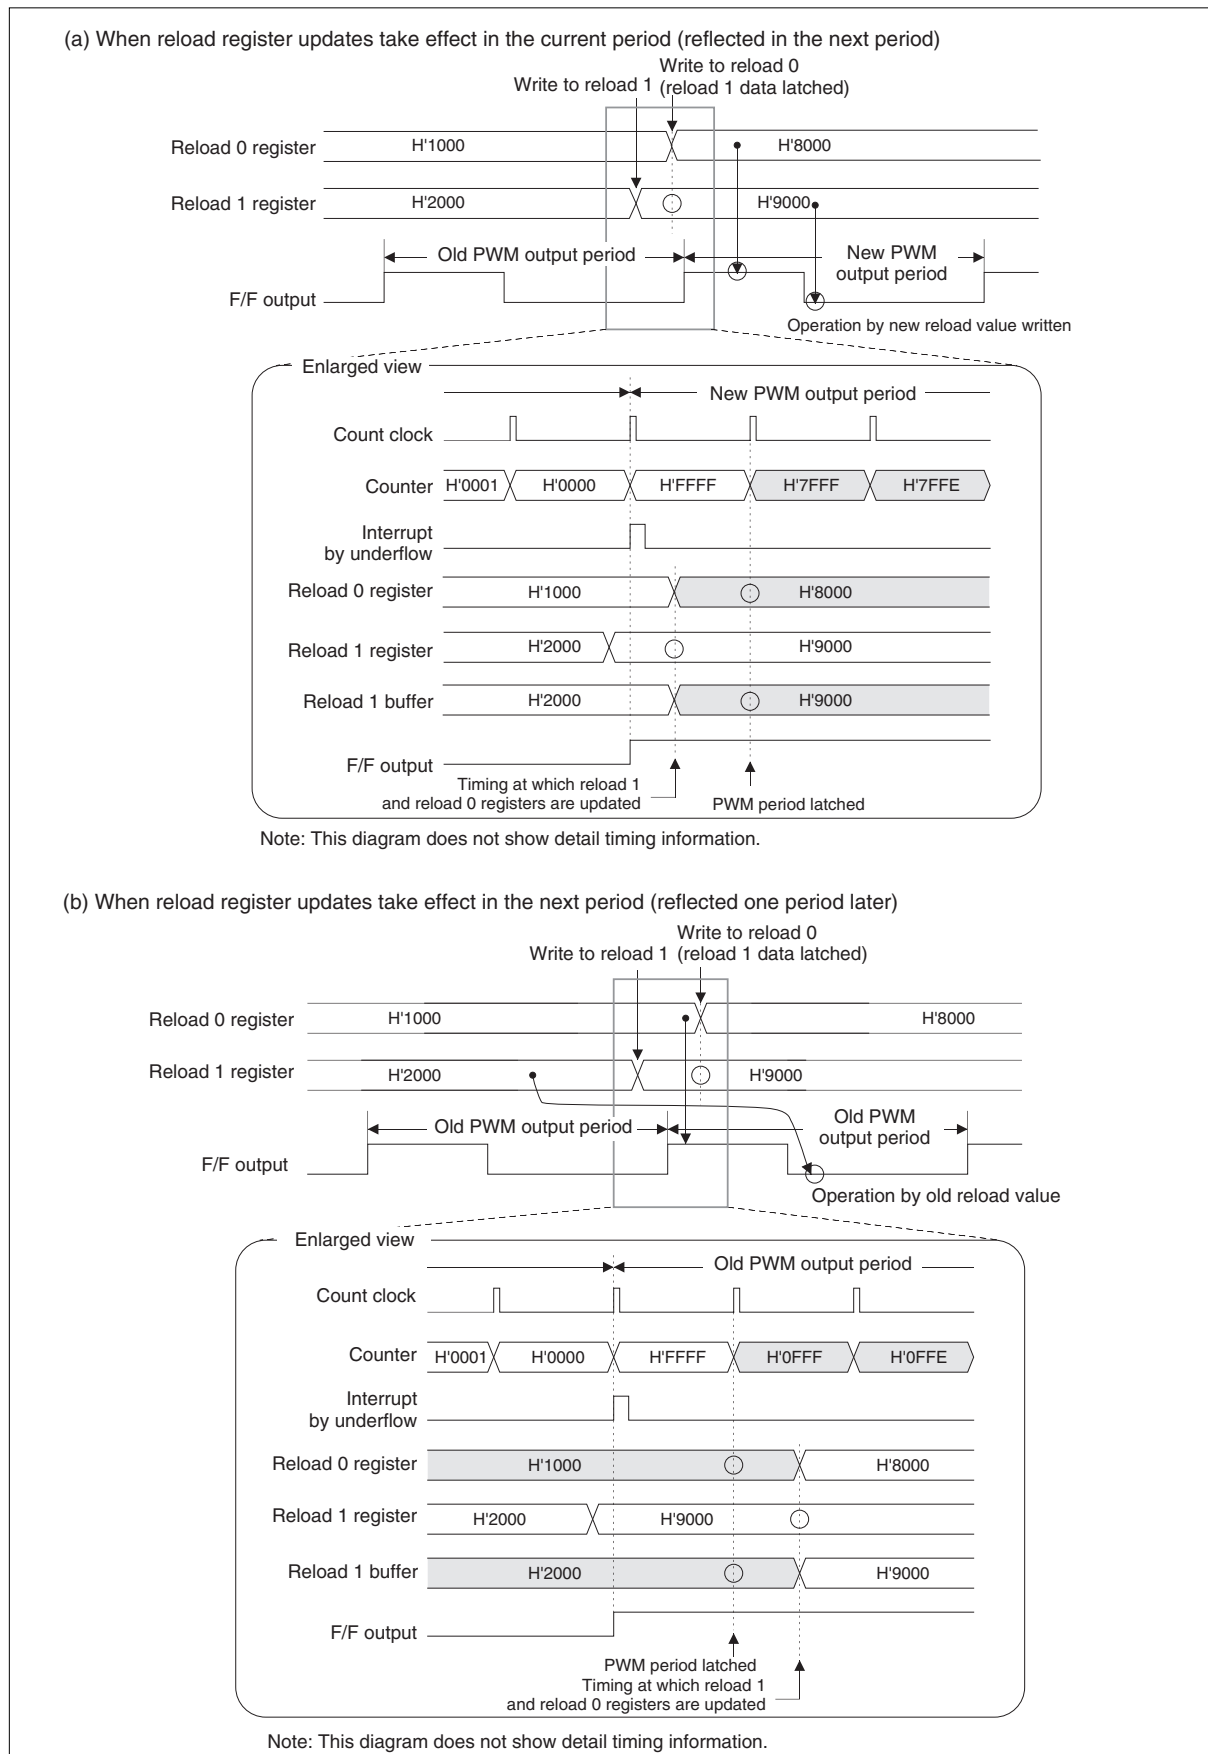 (a) When reload register updates take effect in the current period (reflected in the next period)
Write to reload 0
Write to reload 1 (reload 1 data latched)
Reload 0 register H'1000 H'8000
Reload 1 register H'2000 H'9000
Old PWM output period New PWM
output period
F/F output
Operation by new reload value written
Enlarged view
New PWM output period
Count clock
Counter H'0001 H'0000 H'FFFF H'7FFF H'7FFE
Interrupt
by underflow
Reload 0 register H'1000 H'8000
Reload 1 register H'2000 H'9000
Reload 1 buffer H'2000 H'9000
F/F output
Timing at which reload 1
and reload 0 registers are updated PWM period latched
Note: This diagram does not show detail timing information.
(b) When reload register updates take effect in the next period (reflected one period later)
Write to reload 0
Write to reload 1 (reload 1 data latched)
Reload 0 register H'1000 H'8000
Reload 1 register H'2000 H'9000
Old PWM output period Old PWM
output period
F/F output
Operation by old reload value
Enlarged view
Old PWM output period
Count clock
Counter H'0001 H'0000 H'FFFF H'0FFF H'0FFE
Interrupt
by underflow
Reload 0 register H'1000 H'8000
Reload 1 register H'2000 H'9000
Reload 1 buffer H'2000 H'9000
F/F output
PWM period latched
Timing at which reload 1
and reload 0 registers are updated
Note: This diagram does not show detail timing information.